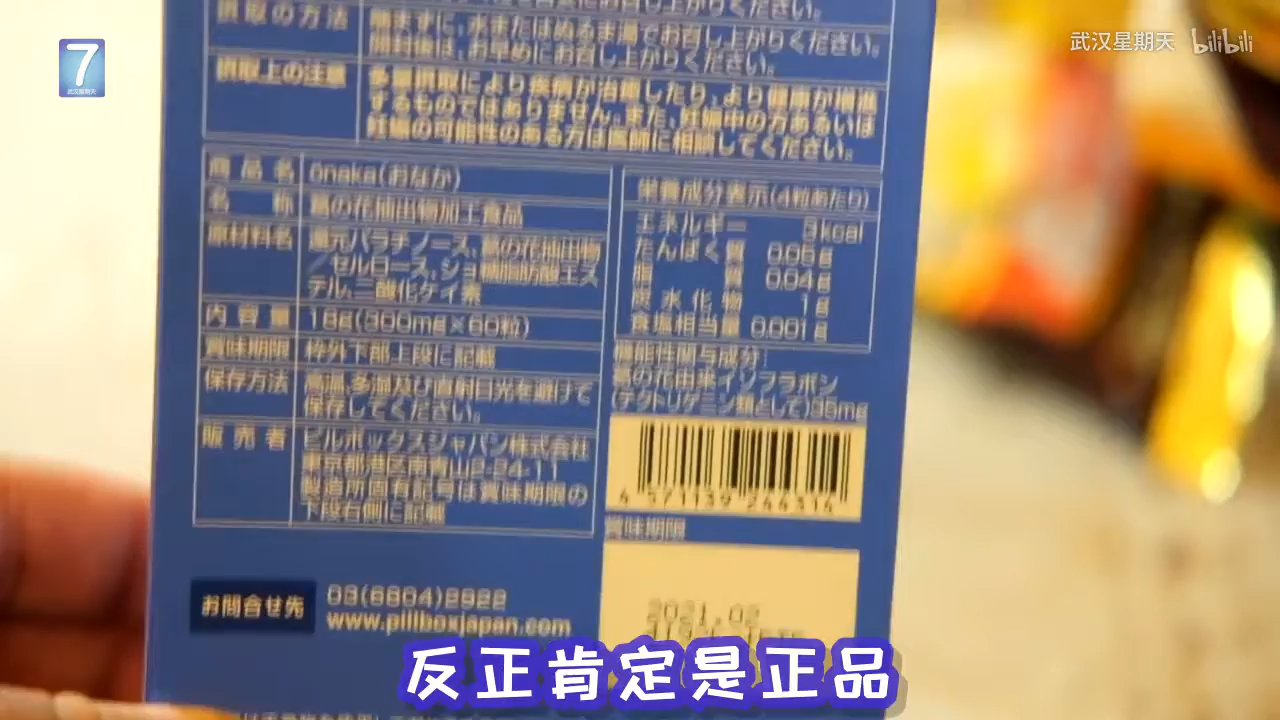 7
武汉星期天
武汉星期天 bilibili
摂取の方法
噛まずに、水またはぬるま湯でお召し上がりください。
開封後は、お早めにお召し上がりください。
摂取上の注意
多量摂取により疾病が治癒したり、より健康が増進
するものではありません。また、妊娠中の方あるいは
妊娠の可能性のある方は医師に相談してください。
商品名 onaka(おなか)
名称 葛の花抽出物加工食品
原材料名 還元パラチノース、葛の花抽出物
/セルロース、ショ糖脂肪酸エス
テル、二酸化ケイ素
内容量 18g(300mg×60粒)
賞味期限 枠外下部上段に記載
保存方法 高温、多湿及び直射日光を避けて
保存してください。
販売者 ピルボックスジャパン株式会社
東京都港区南青山2-24-11
製造所固有記号は賞味期限の
下段右側に記載
栄養成分表示(4粒あたり)
エネルギー 3kcal
たんぱく質 0.05g
脂質 0.04g
炭水化物 1g
食塩相当量 0.001g
機能性関与成分:
葛の花由来イソフラボン
(テクトリゲニン類として)35mg
4 571139 244314
賞味期限
2021.02
お問合せ先
03(6804)2922
www.pillboxjapan.com
反正肯定是正品